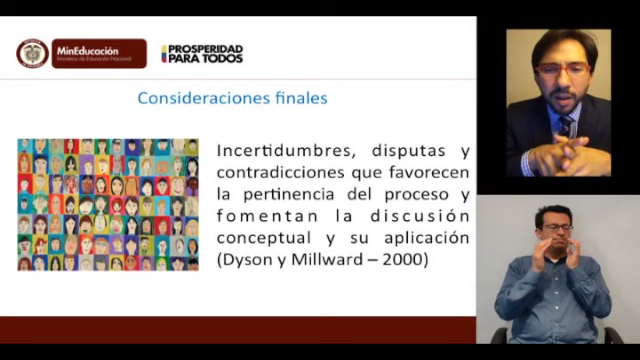 MinEducación
Ministerio de Educación Nacional
PROSPERIDAD
PARA TODOS
Consideraciones finales
Incertidumbres, disputas y
contradicciones que favorecen
la pertinencia del proceso y
fomentan la discusión
conceptual y su aplicación
(Dyson y Millward – 2000)